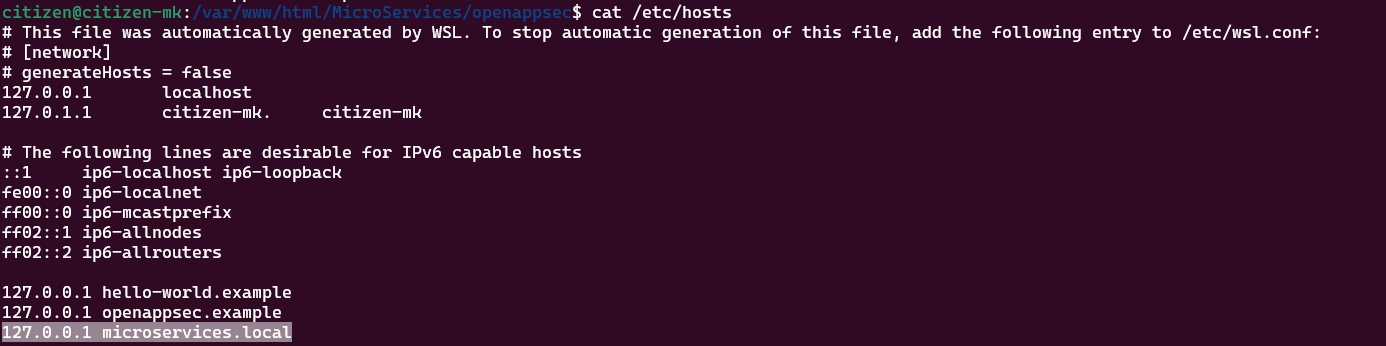 citizen@citizen-mk:/var/www/html/MicroServices/openappsec$ cat /etc/hosts
# This file was automatically generated by WSL. To stop automatic generation of this file, add the following entry to /etc/wsl.conf:
# [network]
# generateHosts = false
127.0.0.1       localhost
127.0.1.1       citizen-mk.     citizen-mk
# The following lines are desirable for IPv6 capable hosts
::1     ip6-localhost ip6-loopback
fe00::0 ip6-localnet
ff00::0 ip6-mcastprefix
ff02::1 ip6-allnodes
ff02::2 ip6-allrouters
127.0.0.1 hello-world.example
127.0.0.1 openappsec.example
127.0.0.1 microservices.local